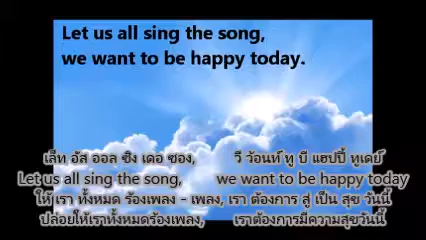 Let us all sing the song,
we want to be happy today.
เล็ท อัส ออล ซิง เดอ ซอง, วี ว้อนท์ ทู บี แฮปปี้ ทูเดย์
Let us all sing the song, we want to be happy today
ให้ เรา ทั้งหมด ร้องเพลง - เพลง, เรา ต้องการ สู่ เป็น สุข วันนี้
ปล่อยให้เราทั้งหมดร้องเพลง, เราต้องการมีความสุขวันนี้